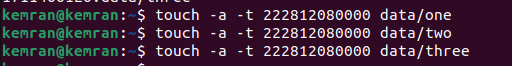 kemran@kemran:~$ touch -a -t 222812080000 data/one
kemran@kemran:~$ touch -a -t 222812080000 data/two
kemran@kemran:~$ touch -a -t 222812080000 data/three